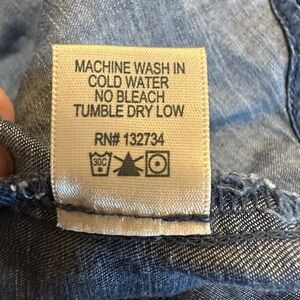 MACHINE WASH IN
COLD WATER
NO BLEACH
TUMBLE DRY LOW
RN# 132734
30C